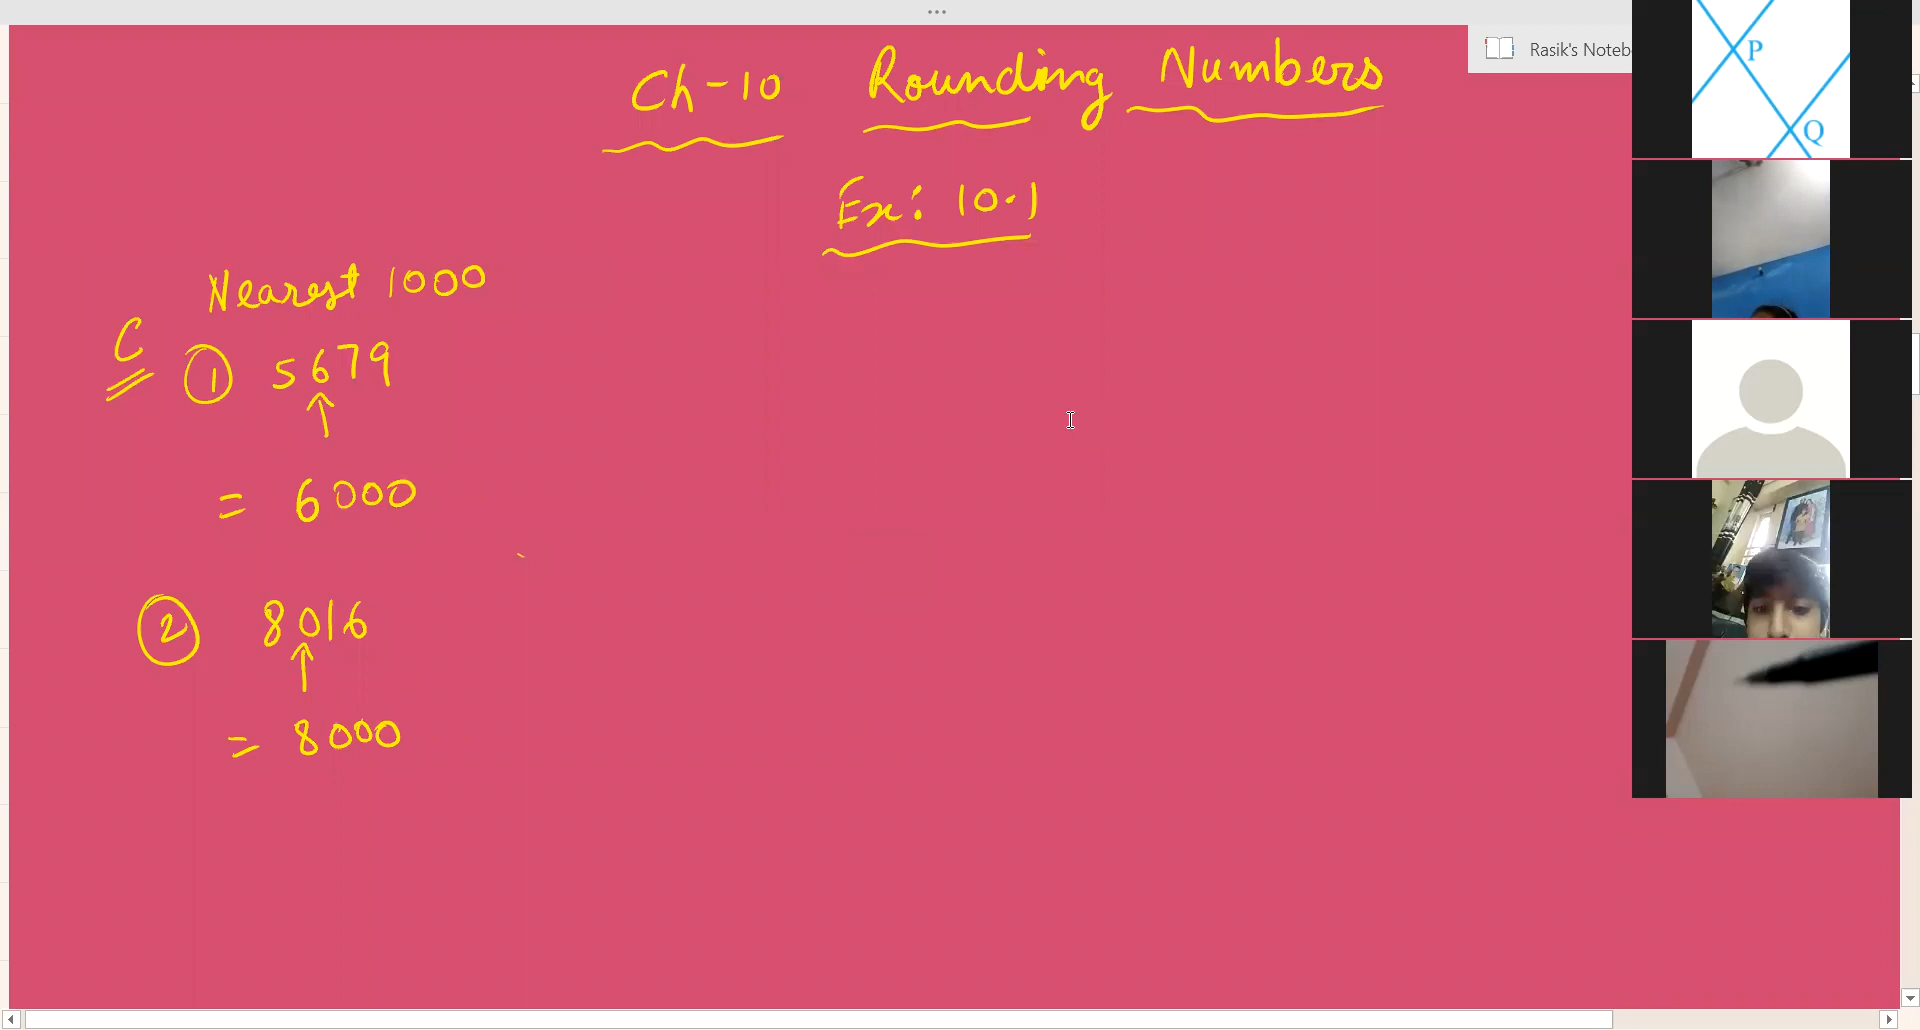 Rasik's Noteb
Ch-10 Rounding Numbers
Ex: 10.1
Nearest 1000
C
① 5679
↑
= 6000
② 8016
↑
= 8000
P
Q